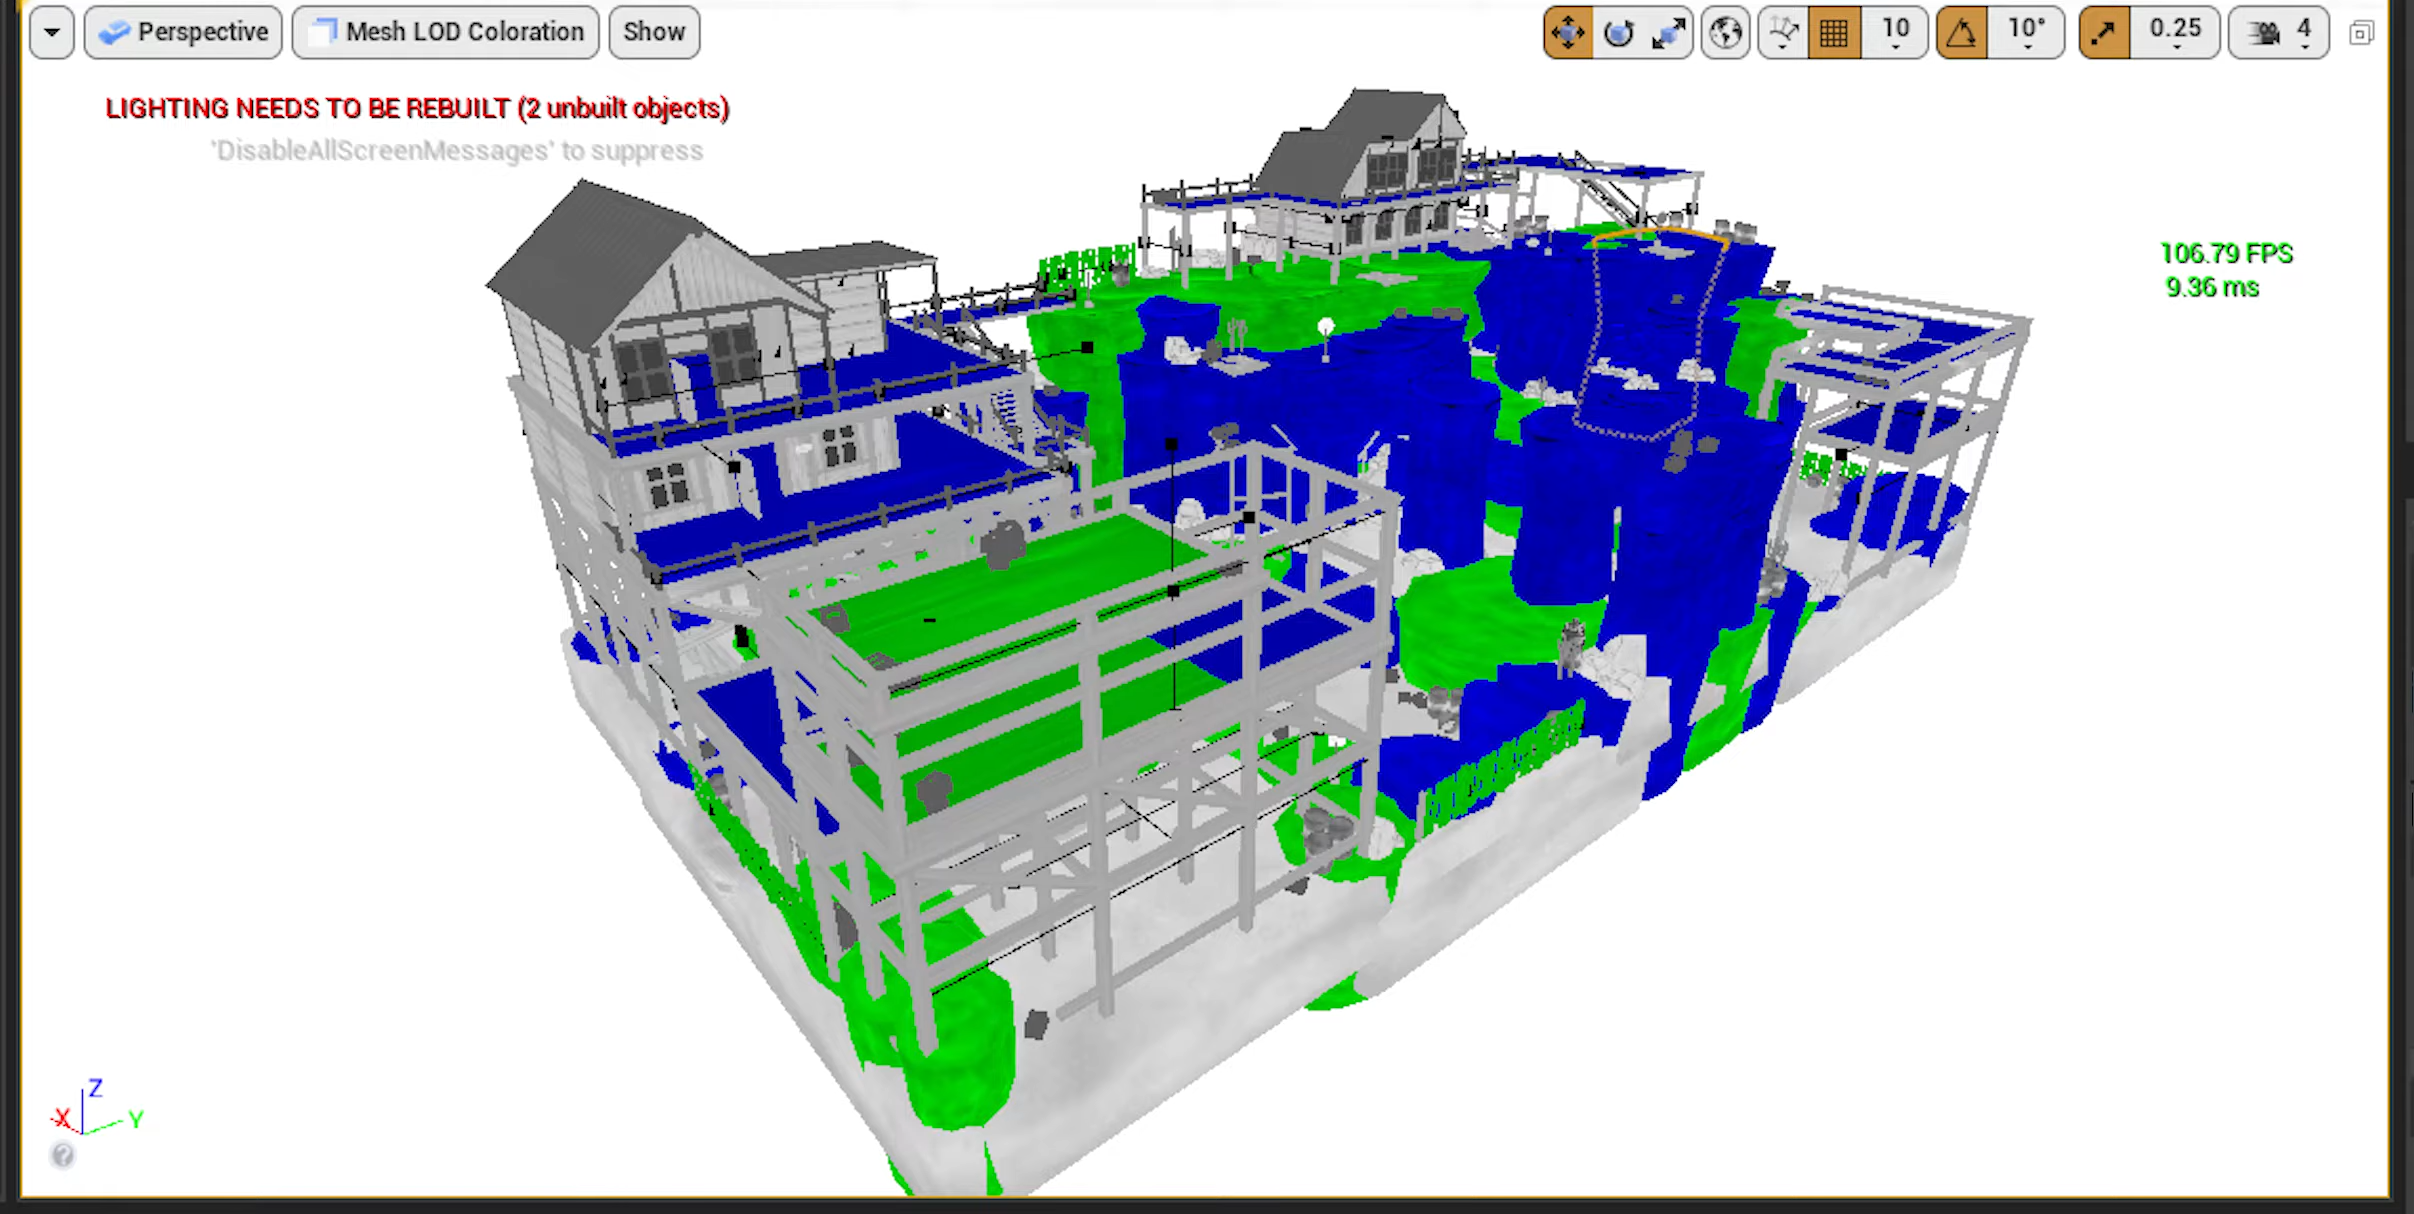 Perspective
Mesh LOD Coloration
Show
10
10°
0.25
4
LIGHTING NEEDS TO BE REBUILT (2 unbuilt objects)
'DisableAllScreenMessages' to suppress
106.79 FPS
9.36 ms
Z
X
Y
?